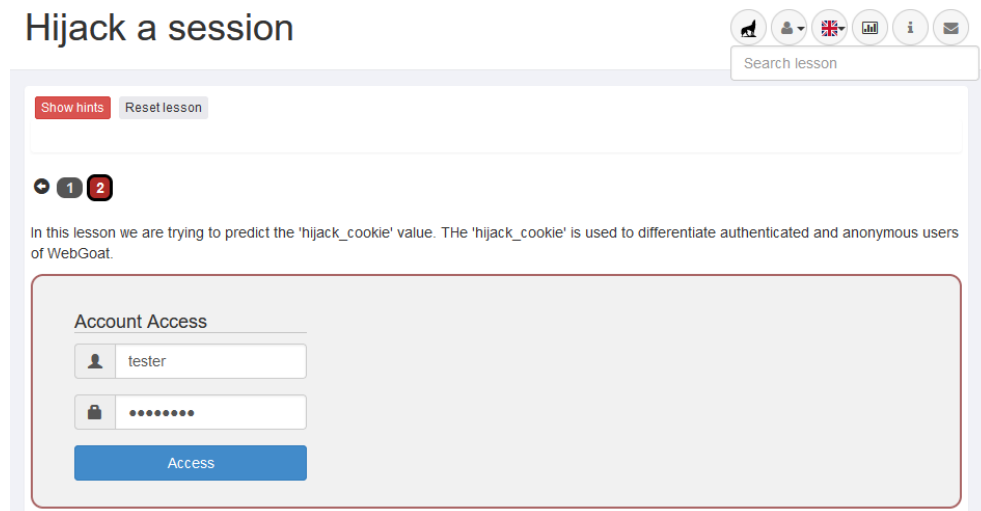 Hijack a session
Search lesson
Show hints Reset lesson
1 2
In this lesson we are trying to predict the 'hijack_cookie' value. THe 'hijack_cookie' is used to differentiate authenticated and anonymous users
of WebGoat.
Account Access
tester
••••••••
Access